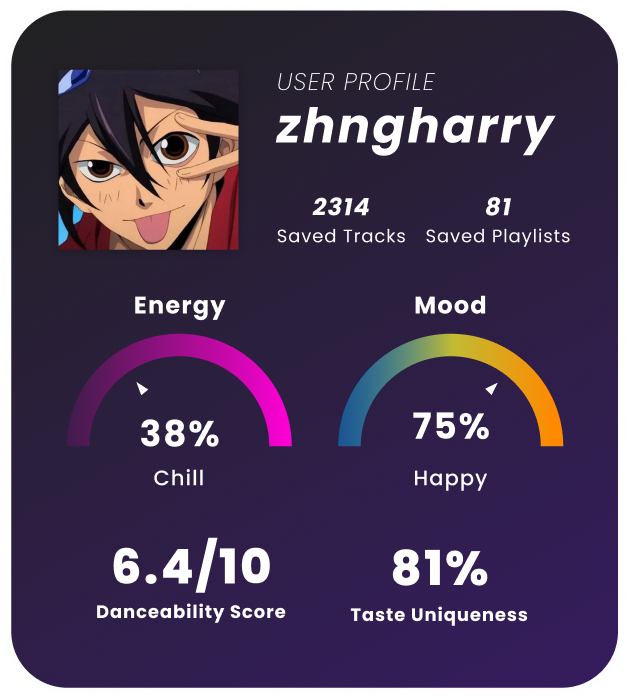 USER PROFILE
zhngharry
2314
Saved Tracks
81
Saved Playlists
Energy
38%
Chill
Mood
75%
Happy
6.4/10
Danceability Score
81%
Taste Uniqueness